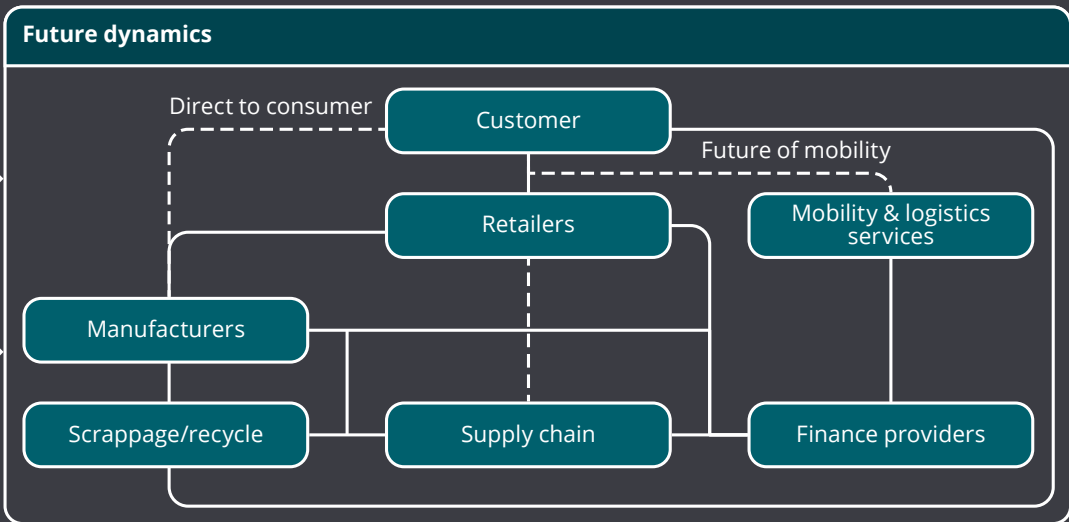 Future dynamics
Direct to consumer
Customer
Future of mobility
Retailers
Mobility & logistics
services
Manufacturers
Scrappage/recycle
Supply chain
Finance providers